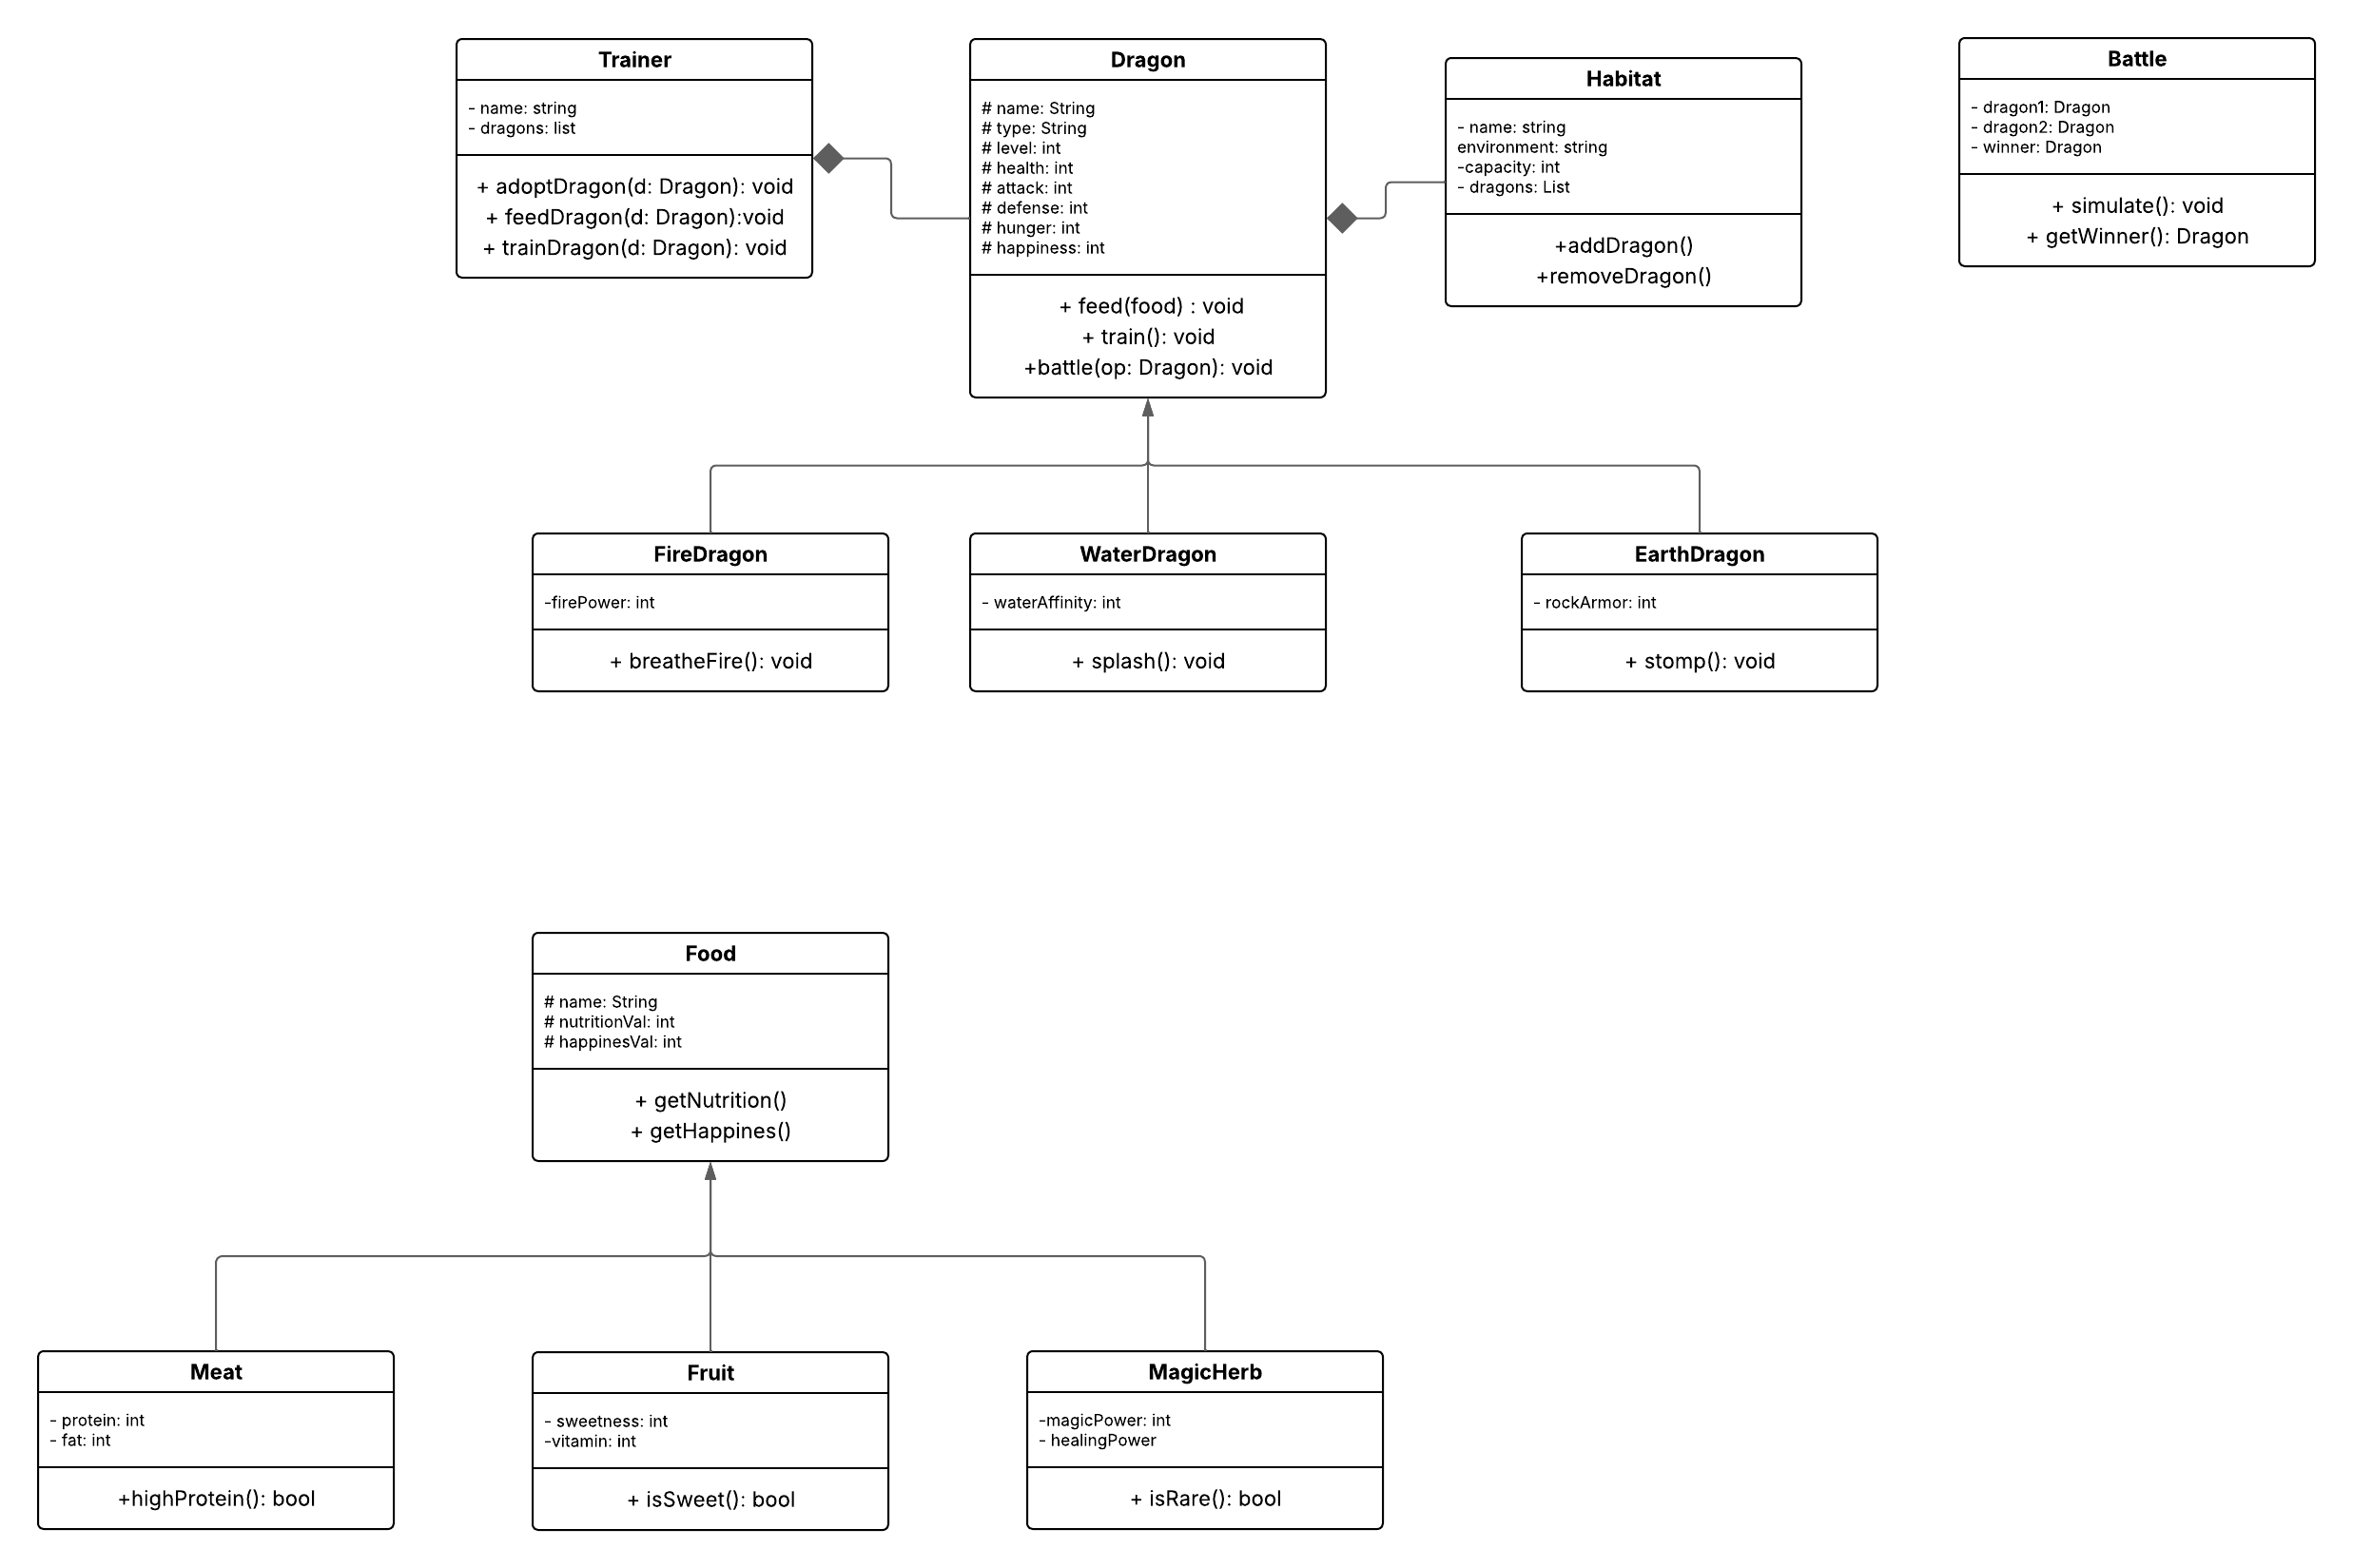 Trainer
- name: string
- dragons: list
+ adoptDragon(d: Dragon): void
+ feedDragon(d: Dragon):void
+ trainDragon(d: Dragon): void
Dragon
# name: String
# type: String
# level: int
# health: int
# attack: int
# defense: int
# hunger: int
# happiness: int
+ feed(food) : void
+ train(): void
+battle(op: Dragon): void
Habitat
- name: string
environment: string
-capacity: int
- dragons: List
+addDragon()
+removeDragon()
Battle
- dragon1: Dragon
- dragon2: Dragon
- winner: Dragon
+ simulate(): void
+ getWinner(): Dragon
FireDragon
-firePower: int
+ breatheFire(): void
WaterDragon
- waterAffinity: int
+ splash(): void
EarthDragon
- rockArmor: int
+ stomp(): void
Food
# name: String
# nutritionVal: int
# happinesVal: int
+ getNutrition()
+ getHappines()
Meat
- protein: int
- fat: int
+highProtein(): bool
Fruit
- sweetness: int
-vitamin: int
+ isSweet(): bool
MagicHerb
-magicPower: int
- healingPower
+ isRare(): bool